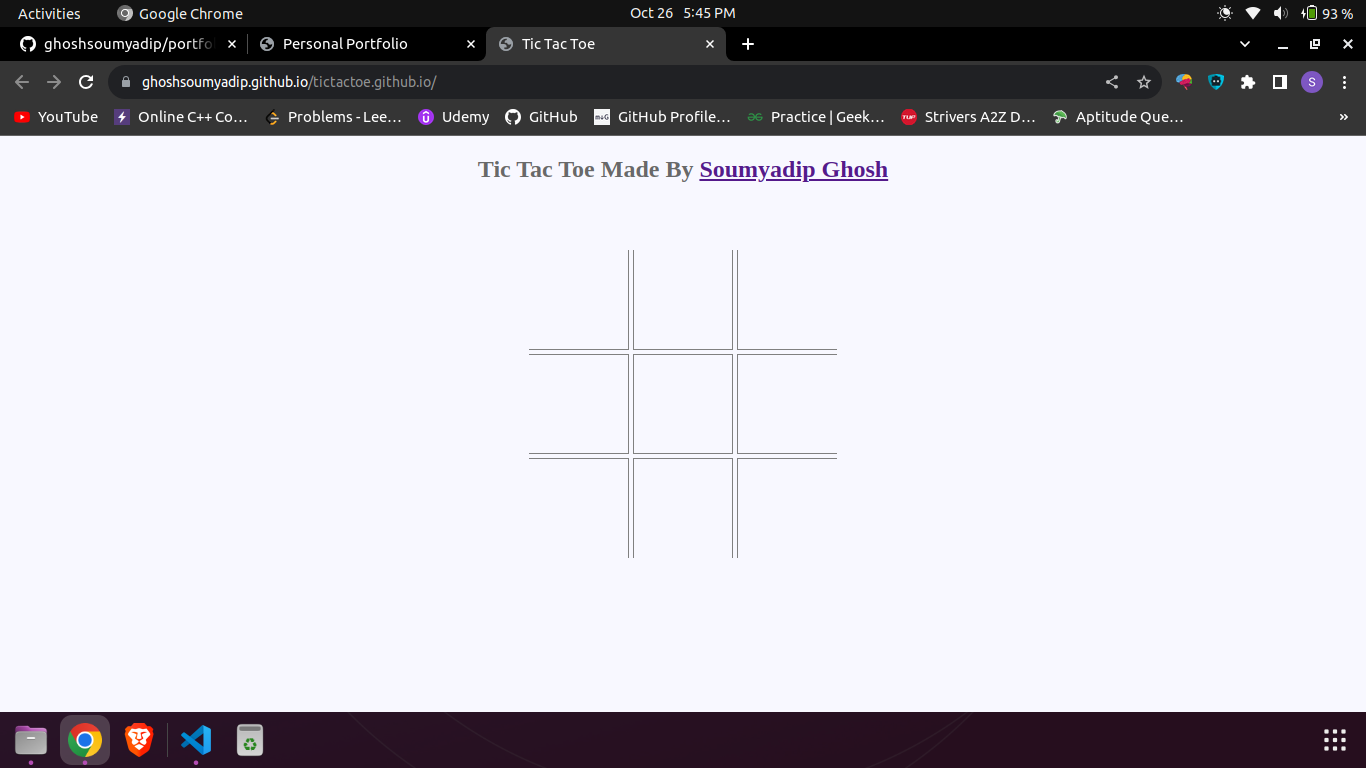 Activities Google Chrome Oct 26 5:45 PM 93 %
ghoshsoumyadip/portfo Personal Portfolio Tic Tac Toe
ghoshsoumyadip.github.io/tictactoe.github.io/ S
YouTube Online C++ Co… Problems - Lee… Udemy GitHub M+G GitHub Profile… Practice | Geek… TUF Strivers A2Z D… Aptitude Que… »
Tic Tac Toe Made By Soumyadip Ghosh